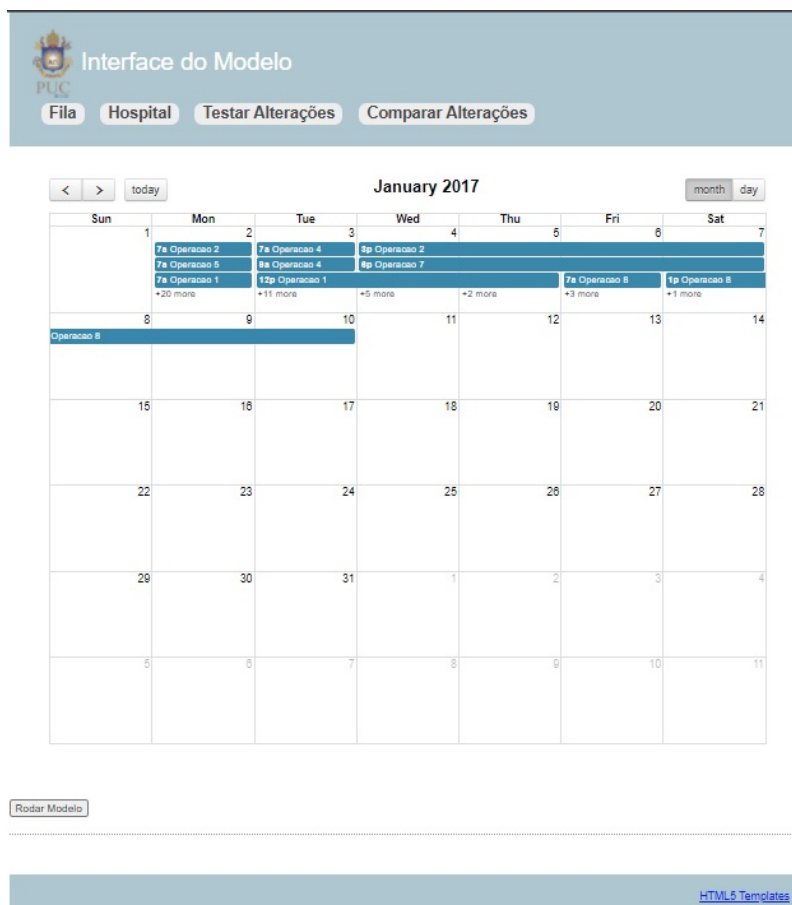 Interface do Modelo
PUC
Fila Hospital Testar Alterações Comparar Alterações
< > today January 2017 month day
Sun Mon Tue Wed Thu Fri Sat
1 2 3 4 5 6 7
7a Operacao 2 7a Operacao 4 3p Operacao 2
7a Operacao 5 9a Operacao 4 6p Operacao 7
7a Operacao 1 12p Operacao 1 7a Operacao 8 1p Operacao 8
+20 more +11 more +5 more +2 more +3 more +1 more
8 9 10 11 12 13 14
Operacao 8
15 16 17 18 19 20 21
22 23 24 25 26 27 28
29 30 31 1 2 3 4
5 6 7 8 9 10 11
Rodar Modelo
HTML5 Templates